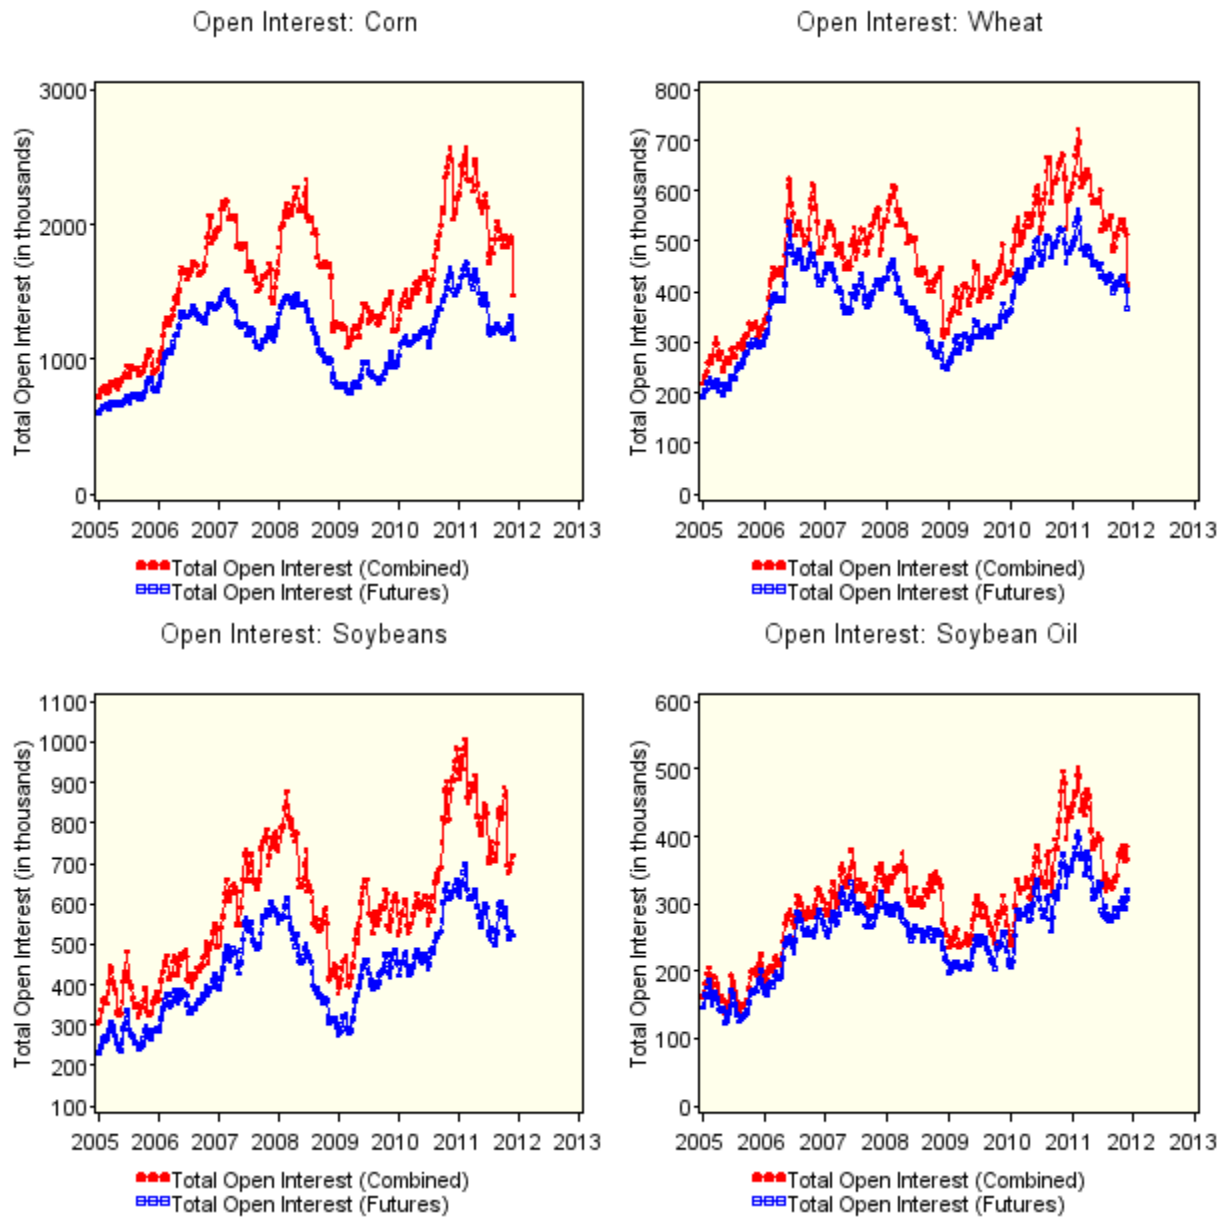 Open Interest: Corn
Total Open Interest (in thousands)
3000
2000
1000
0
2005 2006 2007 2008 2009 2010 2011 2012 2013
Total Open Interest (Combined)
Total Open Interest (Futures)
Open Interest: Wheat
Total Open Interest (in thousands)
800
700
600
500
400
300
200
100
0
2005 2006 2007 2008 2009 2010 2011 2012 2013
Total Open Interest (Combined)
Total Open Interest (Futures)
Open Interest: Soybeans
Total Open Interest (in thousands)
1100
1000
900
800
700
600
500
400
300
200
100
2005 2006 2007 2008 2009 2010 2011 2012 2013
Total Open Interest (Combined)
Total Open Interest (Futures)
Open Interest: Soybean Oil
Total Open Interest (in thousands)
600
500
400
300
200
100
0
2005 2006 2007 2008 2009 2010 2011 2012 2013
Total Open Interest (Combined)
Total Open Interest (Futures)